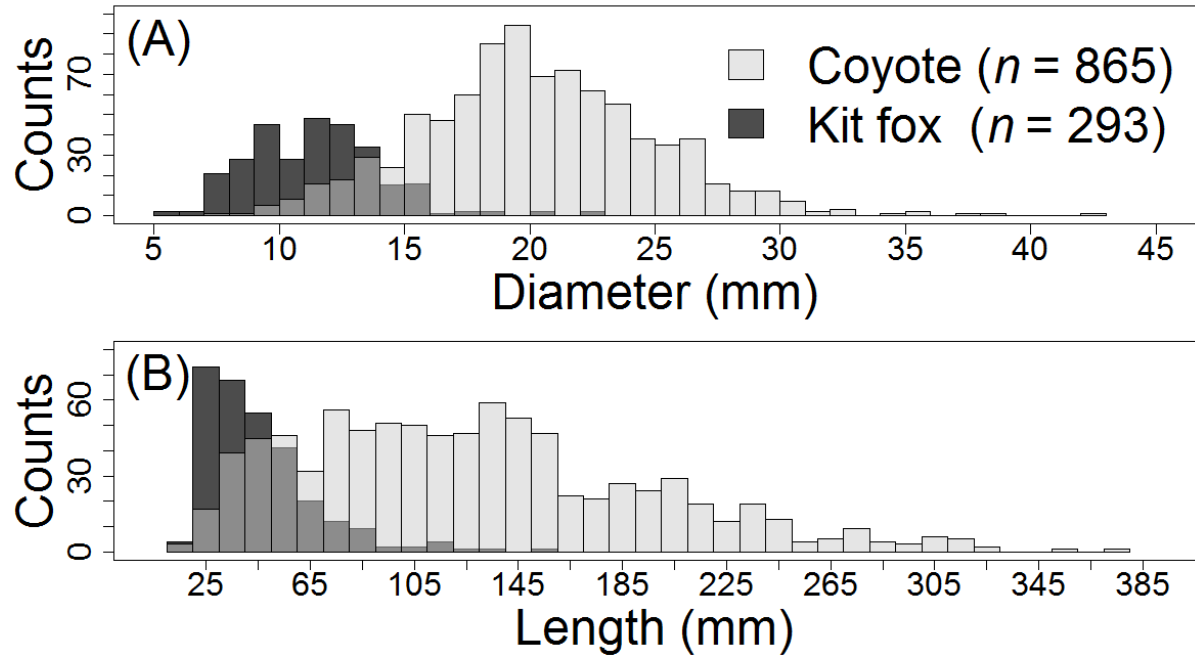 (A)
Counts
0
30
70
Coyote (n = 865)
Kit fox (n = 293)
5 10 15 20 25 30 35 40 45
Diameter (mm)
(B)
Counts
0
30
60
25 65 105 145 185 225 265 305 345 385
Length (mm)